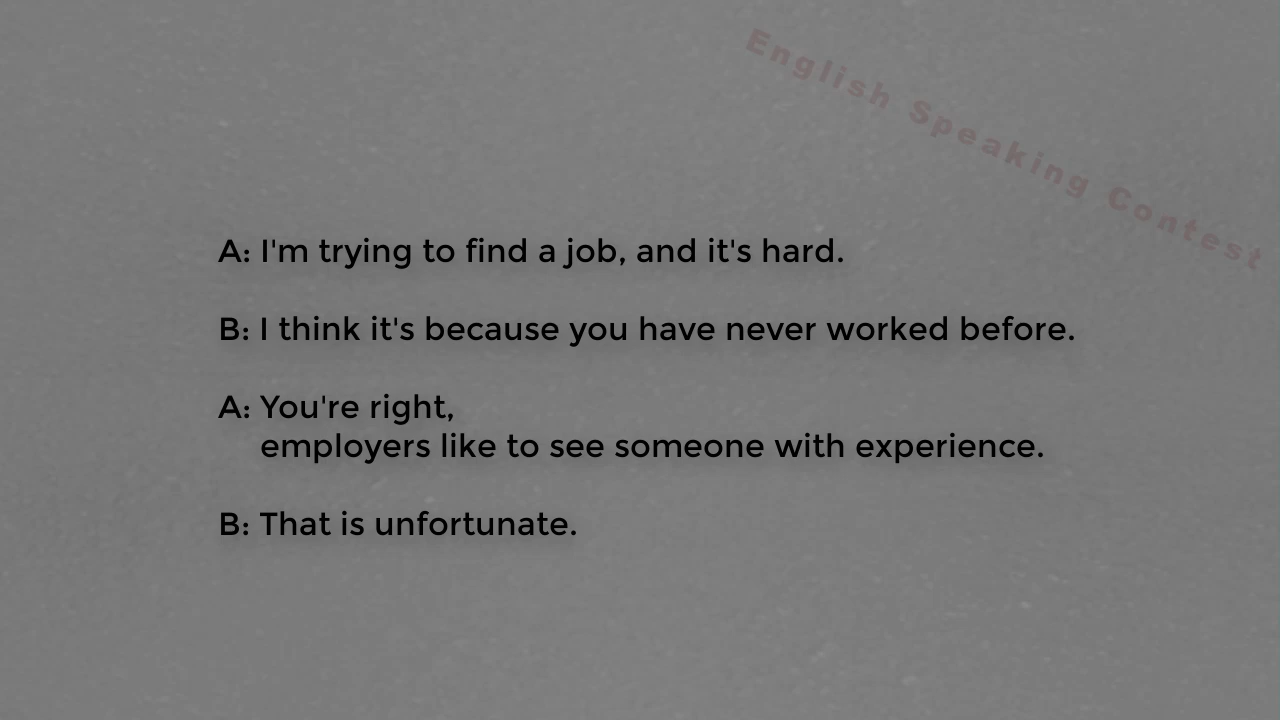 English Speaking Contest
A: I'm trying to find a job, and it's hard.
B: I think it's because you have never worked before.
A: You're right,
employers like to see someone with experience.
B: That is unfortunate.